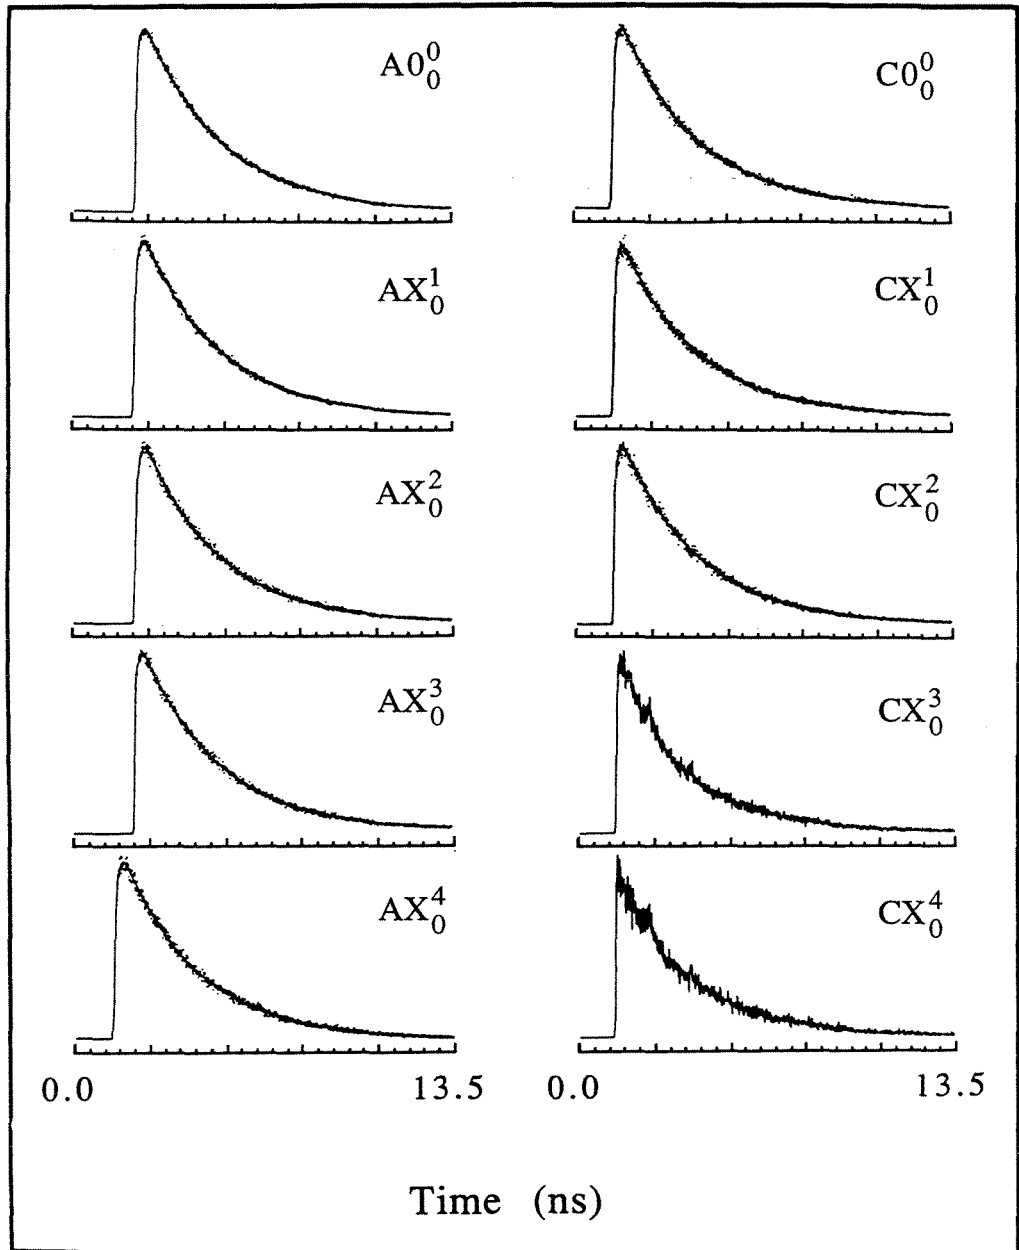 A0⁰₀
C0⁰₀
AX¹₀
CX¹₀
AX²₀
CX²₀
AX³₀
CX³₀
AX⁴₀
CX⁴₀
0.0 13.5 0.0 13.5
Time (ns)